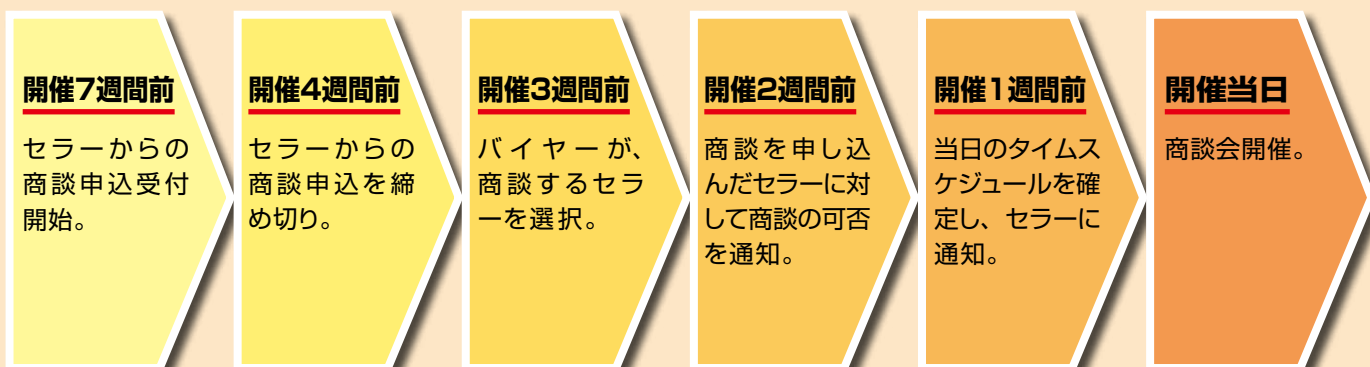 開催7週間前
セラーからの
商談申込受付
開始。
開催4週間前
セラーからの
商談申込を締
め切り。
開催3週間前
バイヤーが、
商談するセラ
ーを選択。
開催2週間前
商談を申し込
んだセラーに対
して商談の可否
を通知。
開催1週間前
当日のタイムス
ケジュールを確
定し、セラーに
通知。
開催当日
商談会開催。